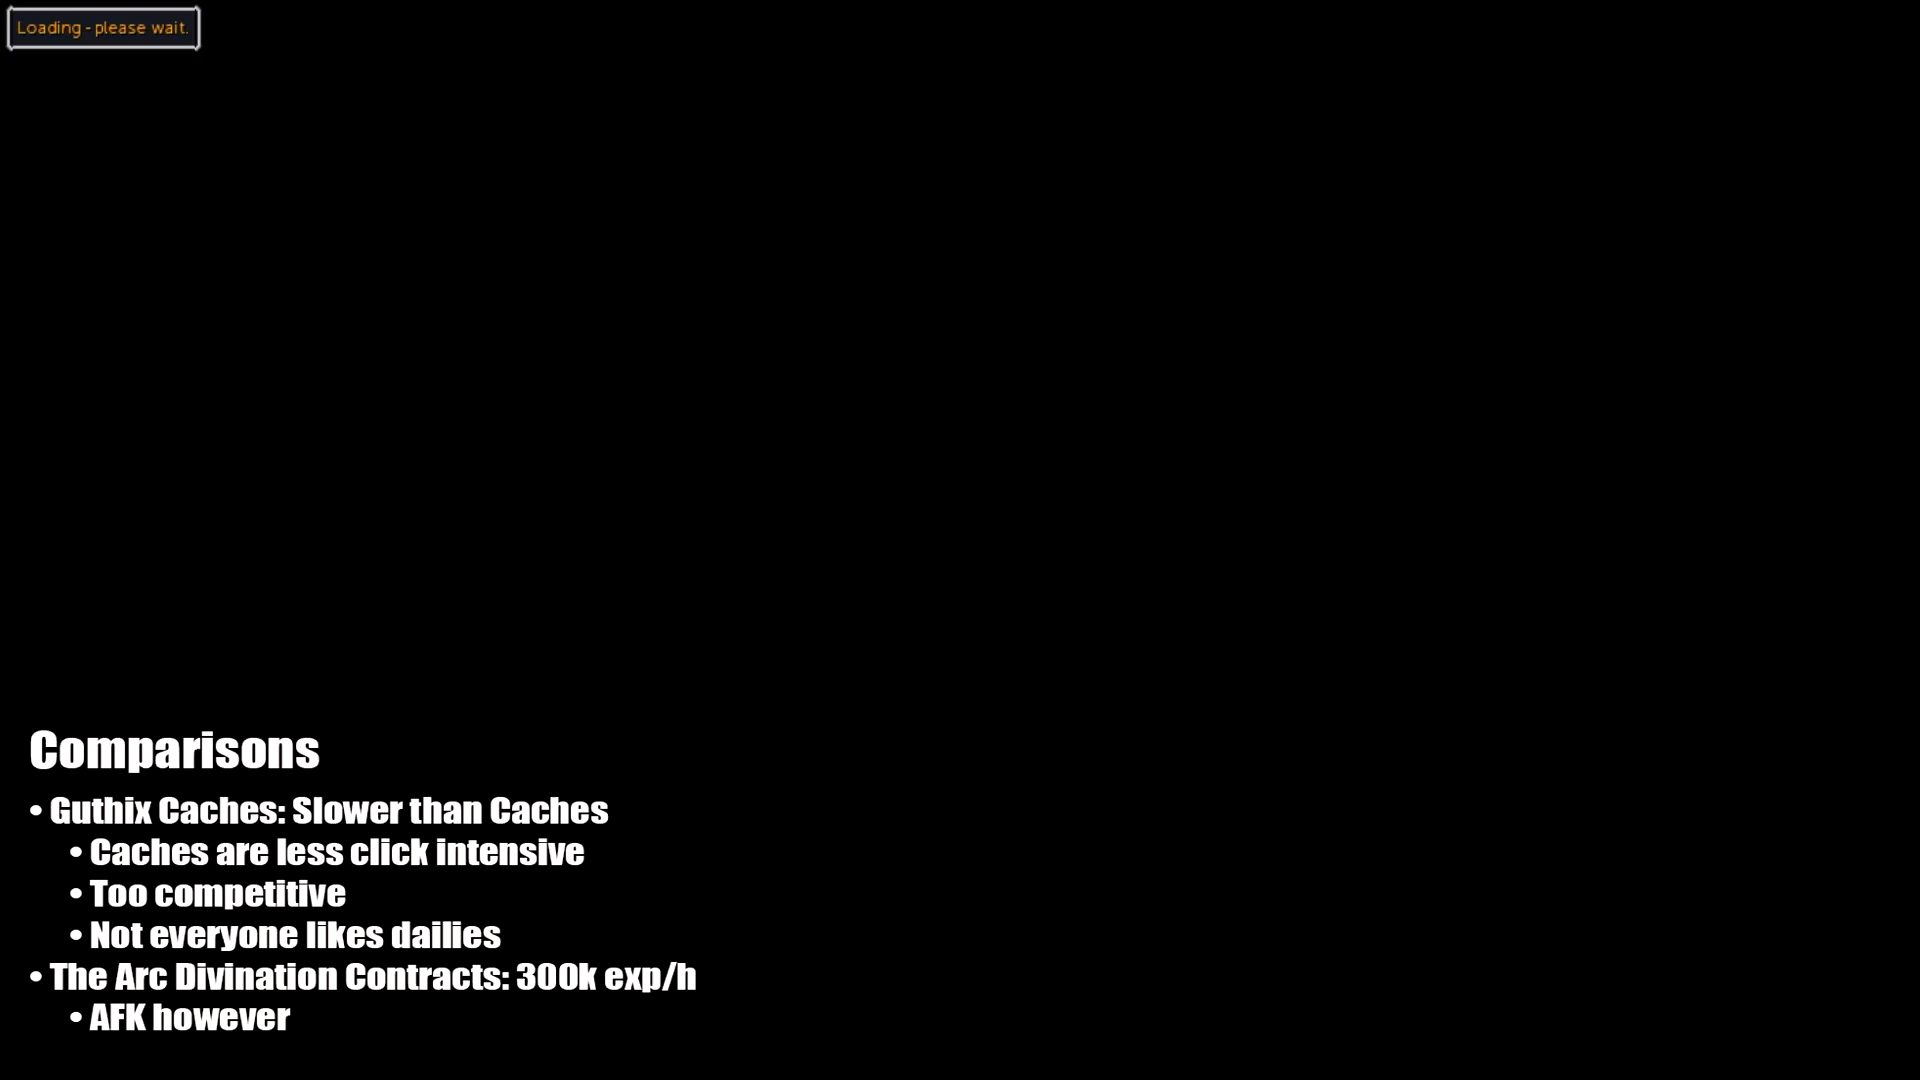 Loading - please wait.
Comparisons
• Guthix Caches: Slower than Caches
• Caches are less click intensive
• Too competitive
• Not everyone likes dailies
• The Arc Divination Contracts: 300k exp/h
• AFK however